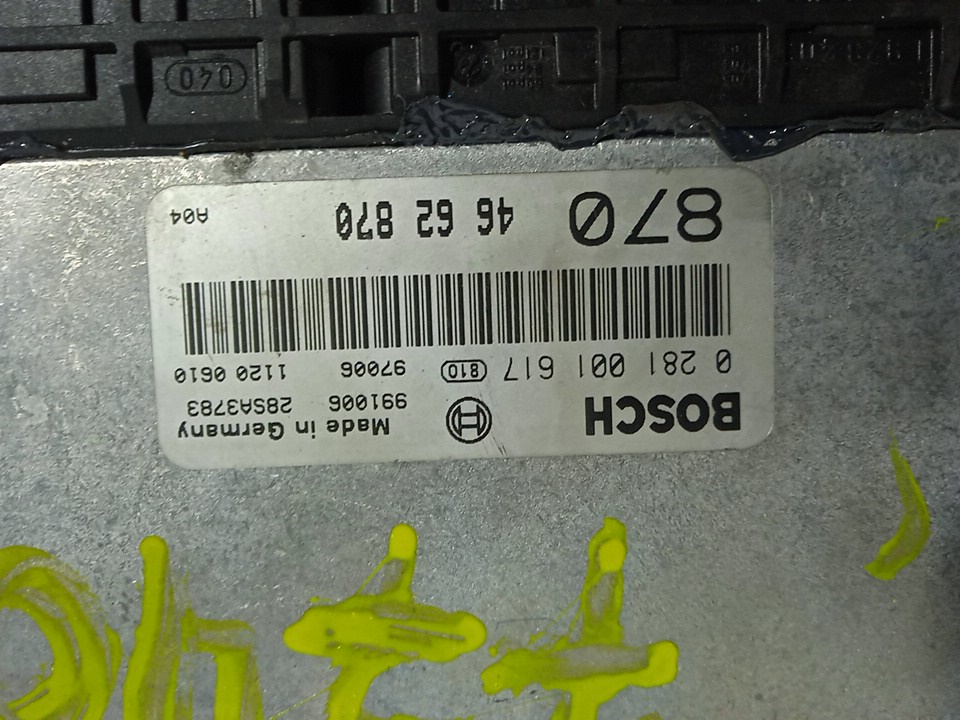 BOSCH
Made in Germany
991006 28SA3783
0 281 001 617 810 97006 1120 0610
870 46 62 870 A04
040